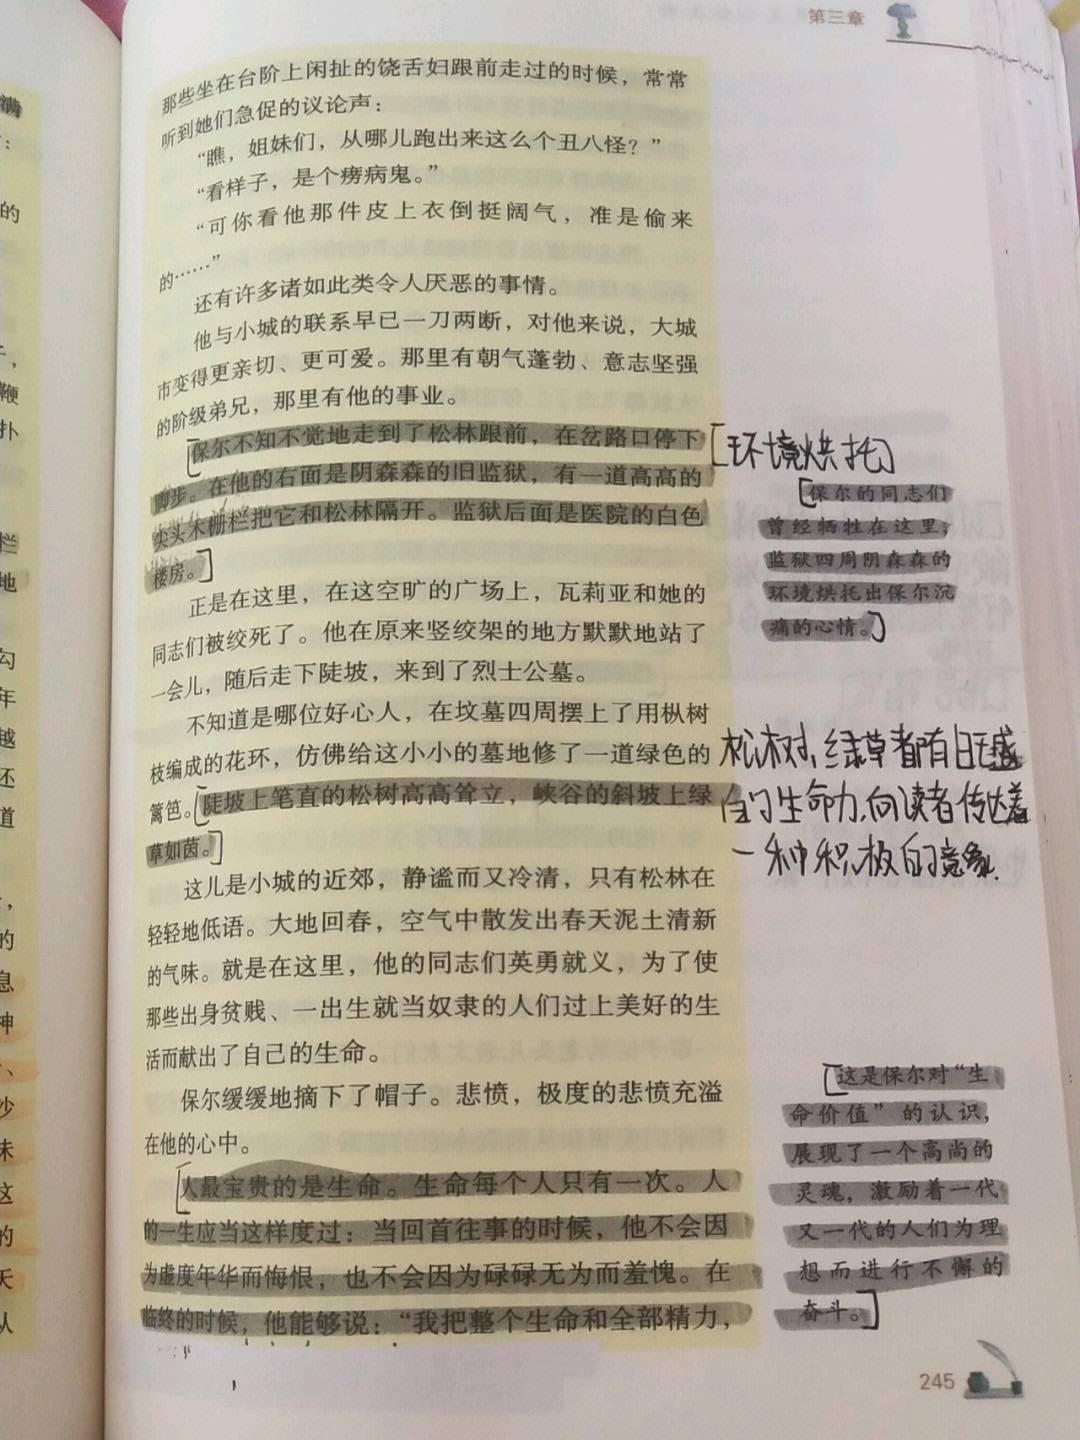 第三章
那些坐在台阶上闲扯的饶舌妇跟前走过的时候，常常
听到她们急促的议论声：
“瞧，姐妹们，从哪儿跑出来这么个丑八怪？”
“看样子，是个痨病鬼。”
“可你看他那件皮上衣倒挺阔气，准是偷来
的……”
还有许多诸如此类令人厌恶的事情。
他与小城的联系早已一刀两断，对他来说，大城
市变得更亲切、更可爱。那里有朝气蓬勃、意志坚强
的阶级弟兄，那里有他的事业。
保尔不知不觉地走到了松林跟前，在岔路口停下
脚步。在他的右面是阴森森的旧监狱，有一道高高的
尖头木栅栏把它和松林隔开。监狱后面是医院的白色
楼房。
正是在这里，在这空旷的广场上，瓦莉亚和她的
同志们被绞死了。他在原来竖绞架的地方默默地站了
一会儿，随后走下陡坡，来到了烈士公墓。
不知道是哪位好心人，在坟墓四周摆上了用枞树
枝编成的花环，仿佛给这小小的墓地修了一道绿色的
篱笆。陡坡上笔直的松树高高耸立，峡谷的斜坡上绿
草如茵。
这儿是小城的近郊，静谧而又冷清，只有松林在
轻轻地低语。大地回春，空气中散发出春天泥土清新
的气味。就是在这里，他的同志们英勇就义，为了使
那些出身贫贱、一出生就当奴隶的人们过上美好的生
活而献出了自己的生命。
保尔缓缓地摘下了帽子。悲愤，极度的悲愤充溢
在他的心中。
人最宝贵的是生命。生命每个人只有一次。人
的一生应当这样度过：当回首往事的时候，他不会因
为虚度年华而悔恨，也不会因为碌碌无为而羞愧。在
临终的时候，他能够说：“我把整个生命和全部精力，
[环境烘托]
保尔的同志们
曾经牺牲在这里；
监狱四周阴森森的
环境烘托出保尔沉
痛的心情。
松树，绿草都有旺盛
的生命力，向读者传达着
一种积极的意象.
这是保尔对“生
命价值”的认识，
展现了一个高尚的
灵魂，激励着一代
又一代的人们为理
想而进行不懈的
奋斗。
245